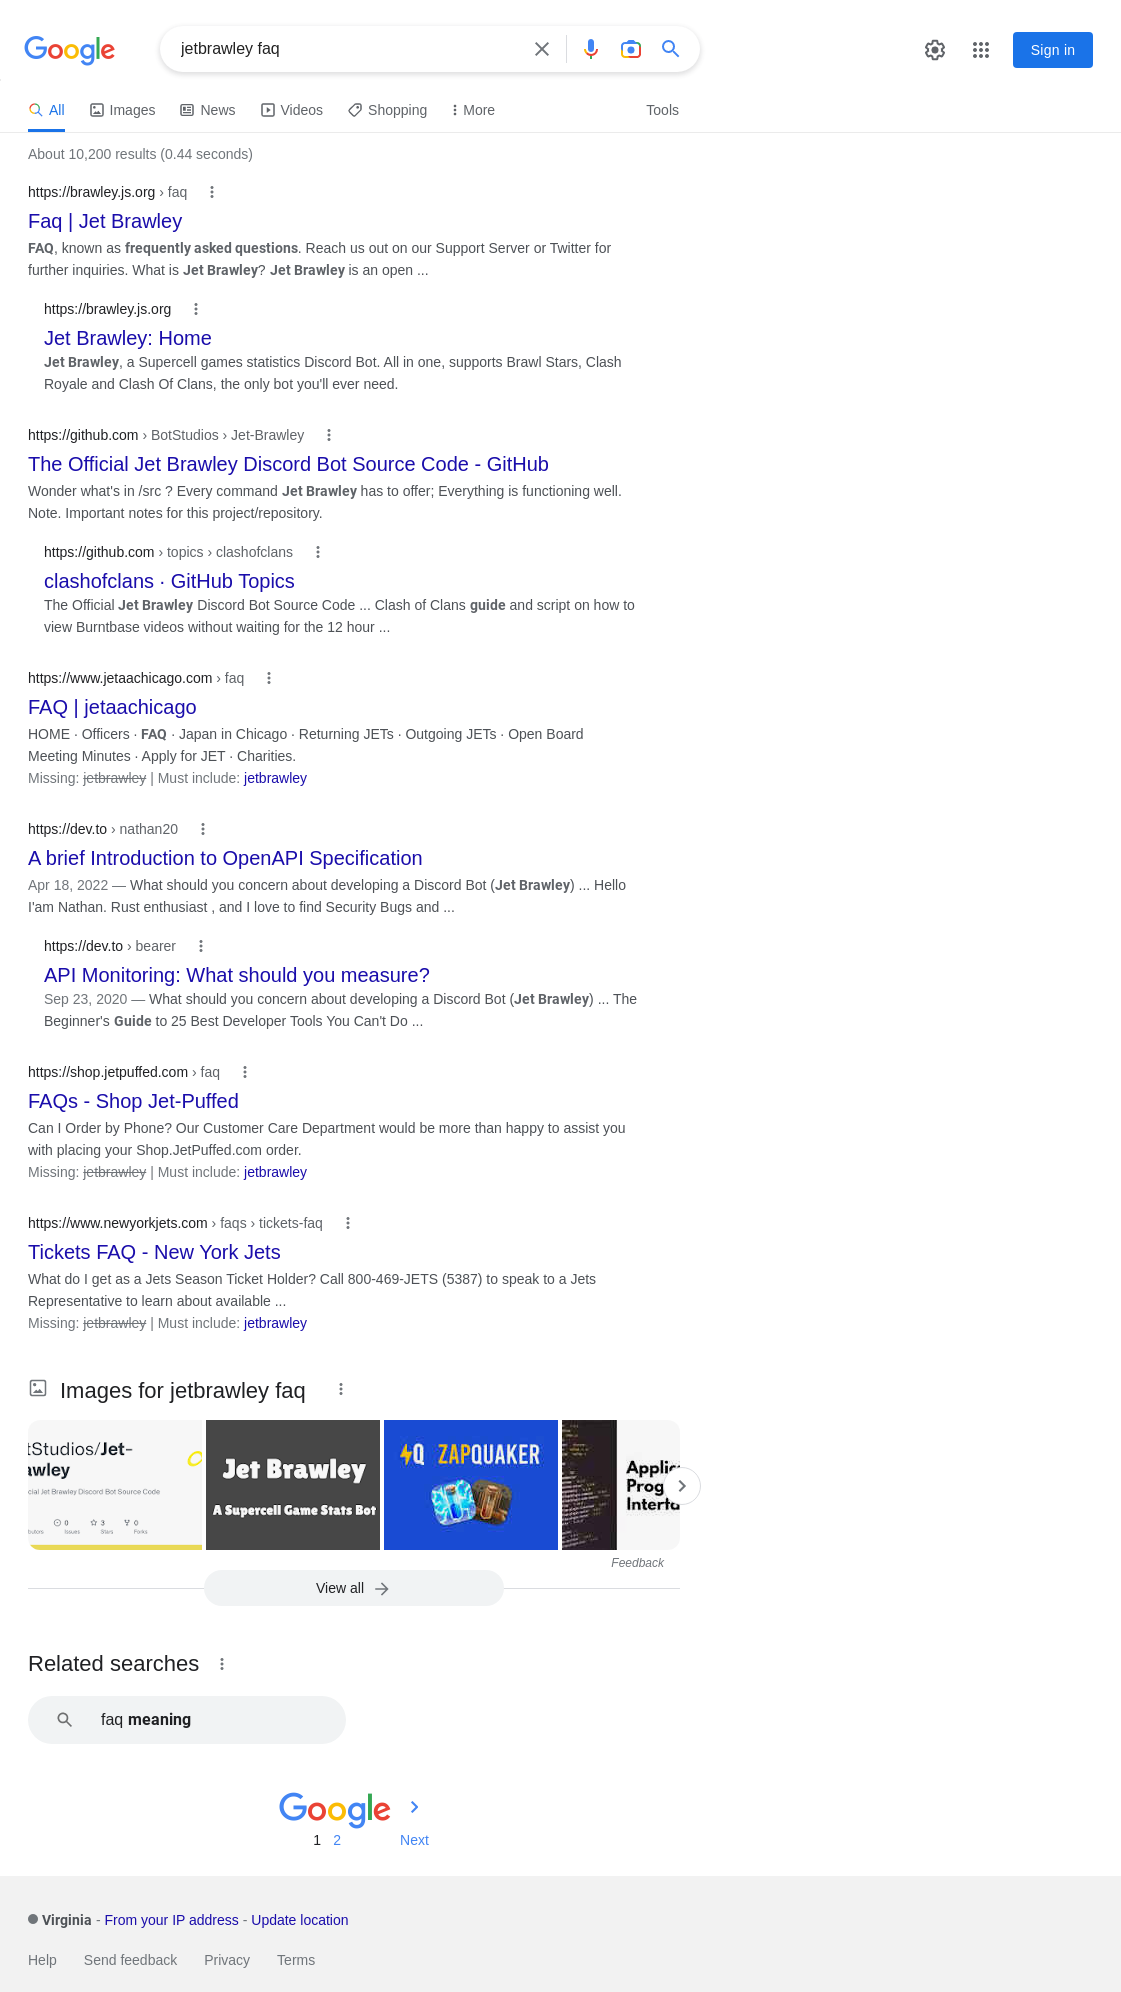 Google
jetbrawley faq
Sign in
All
Images
News
Videos
Shopping
More
Tools
About 10,200 results (0.44 seconds)
https://brawley.js.org › faq
Faq | Jet Brawley
FAQ, known as frequently asked questions. Reach us out on our Support Server or Twitter for
further inquiries. What is Jet Brawley? Jet Brawley is an open ...
https://brawley.js.org
Jet Brawley: Home
Jet Brawley, a Supercell games statistics Discord Bot. All in one, supports Brawl Stars, Clash
Royale and Clash Of Clans, the only bot you'll ever need.
https://github.com › BotStudios › Jet-Brawley
The Official Jet Brawley Discord Bot Source Code - GitHub
Wonder what's in /src ? Every command Jet Brawley has to offer; Everything is functioning well.
Note. Important notes for this project/repository.
https://github.com › topics › clashofclans
clashofclans · GitHub Topics
The Official Jet Brawley Discord Bot Source Code ... Clash of Clans guide and script on how to
view Burntbase videos without waiting for the 12 hour ...
https://www.jetaachicago.com › faq
FAQ | jetaachicago
HOME · Officers · FAQ · Japan in Chicago · Returning JETs · Outgoing JETs · Open Board
Meeting Minutes · Apply for JET · Charities.
Missing: jetbrawley | Must include: jetbrawley
https://dev.to › nathan20
A brief Introduction to OpenAPI Specification
Apr 18, 2022 — What should you concern about developing a Discord Bot (Jet Brawley) ... Hello
I'am Nathan. Rust enthusiast , and I love to find Security Bugs and ...
https://dev.to › bearer
API Monitoring: What should you measure?
Sep 23, 2020 — What should you concern about developing a Discord Bot (Jet Brawley) ... The
Beginner's Guide to 25 Best Developer Tools You Can't Do ...
https://shop.jetpuffed.com › faq
FAQs - Shop Jet-Puffed
Can I Order by Phone? Our Customer Care Department would be more than happy to assist you
with placing your Shop.JetPuffed.com order.
Missing: jetbrawley | Must include: jetbrawley
https://www.newyorkjets.com › faqs › tickets-faq
Tickets FAQ - New York Jets
What do I get as a Jets Season Ticket Holder? Call 800-469-JETS (5387) to speak to a Jets
Representative to learn about available ...
Missing: jetbrawley | Must include: jetbrawley
Images for jetbrawley faq
tStudios/Jet-
awley
cial Jet Brawley Discord Bot Source Code
0
3
0
Issues
Stars
Forks
Jet Brawley
A Supercell Game Stats Bot
Q ZAPQUAKER
Applic
Prog
Interfa
Feedback
View all
Related searches
faq meaning
Google
1 2 Next
Virginia - From your IP address - Update location
Help
Send feedback
Privacy
Terms